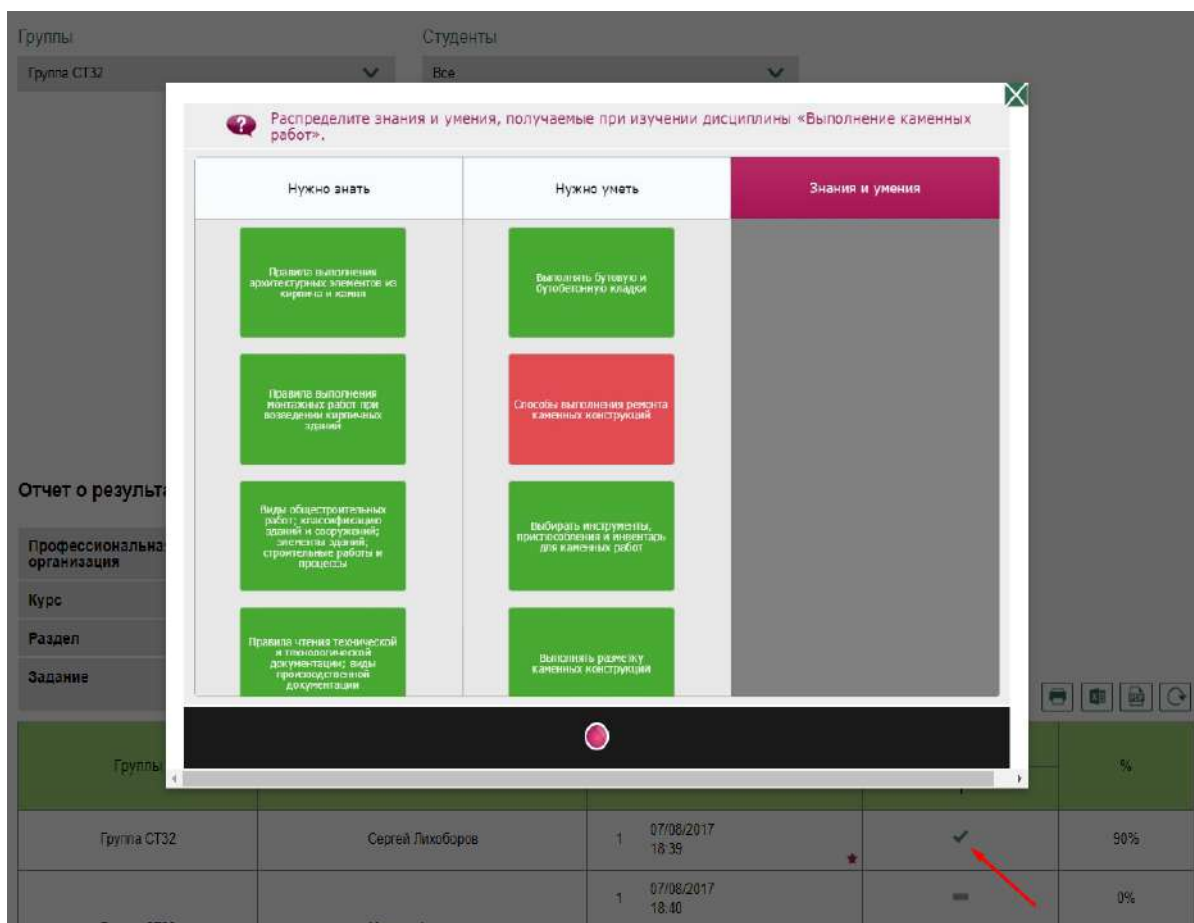 Группы
Студенты
Группа СТ32
Все
Распределите знания и умения, получаемые при изучении дисциплины «Выполнение каменных
работ».
Нужно знать
Нужно уметь
Знания и умения
Правила выполнения
архитектурных элементов из
кирпича и камня
Выполнять бутовую и
бутобетонную кладки
Правила выполнения
монтажных работ при
возведении кирпичных
зданий
Способы выполнения ремонта
каменных конструкций
Виды общестроительных
работ; классификацию
зданий и сооружений;
элементы зданий;
строительные работы и
процессы
Выбирать инструменты,
приспособления и инвентарь
для каменных работ
Правила чтения технической
и технологической
документации; виды
производственной
документации
Выполнять разметку
каменных конструкций
Отчет о результа
Профессиональна
организация
Курс
Раздел
Задание
Группы
%
Группа СТ32
Сергей Лихоборов
1
07/08/2017
18:39
90%
1
07/08/2017
18:40
0%